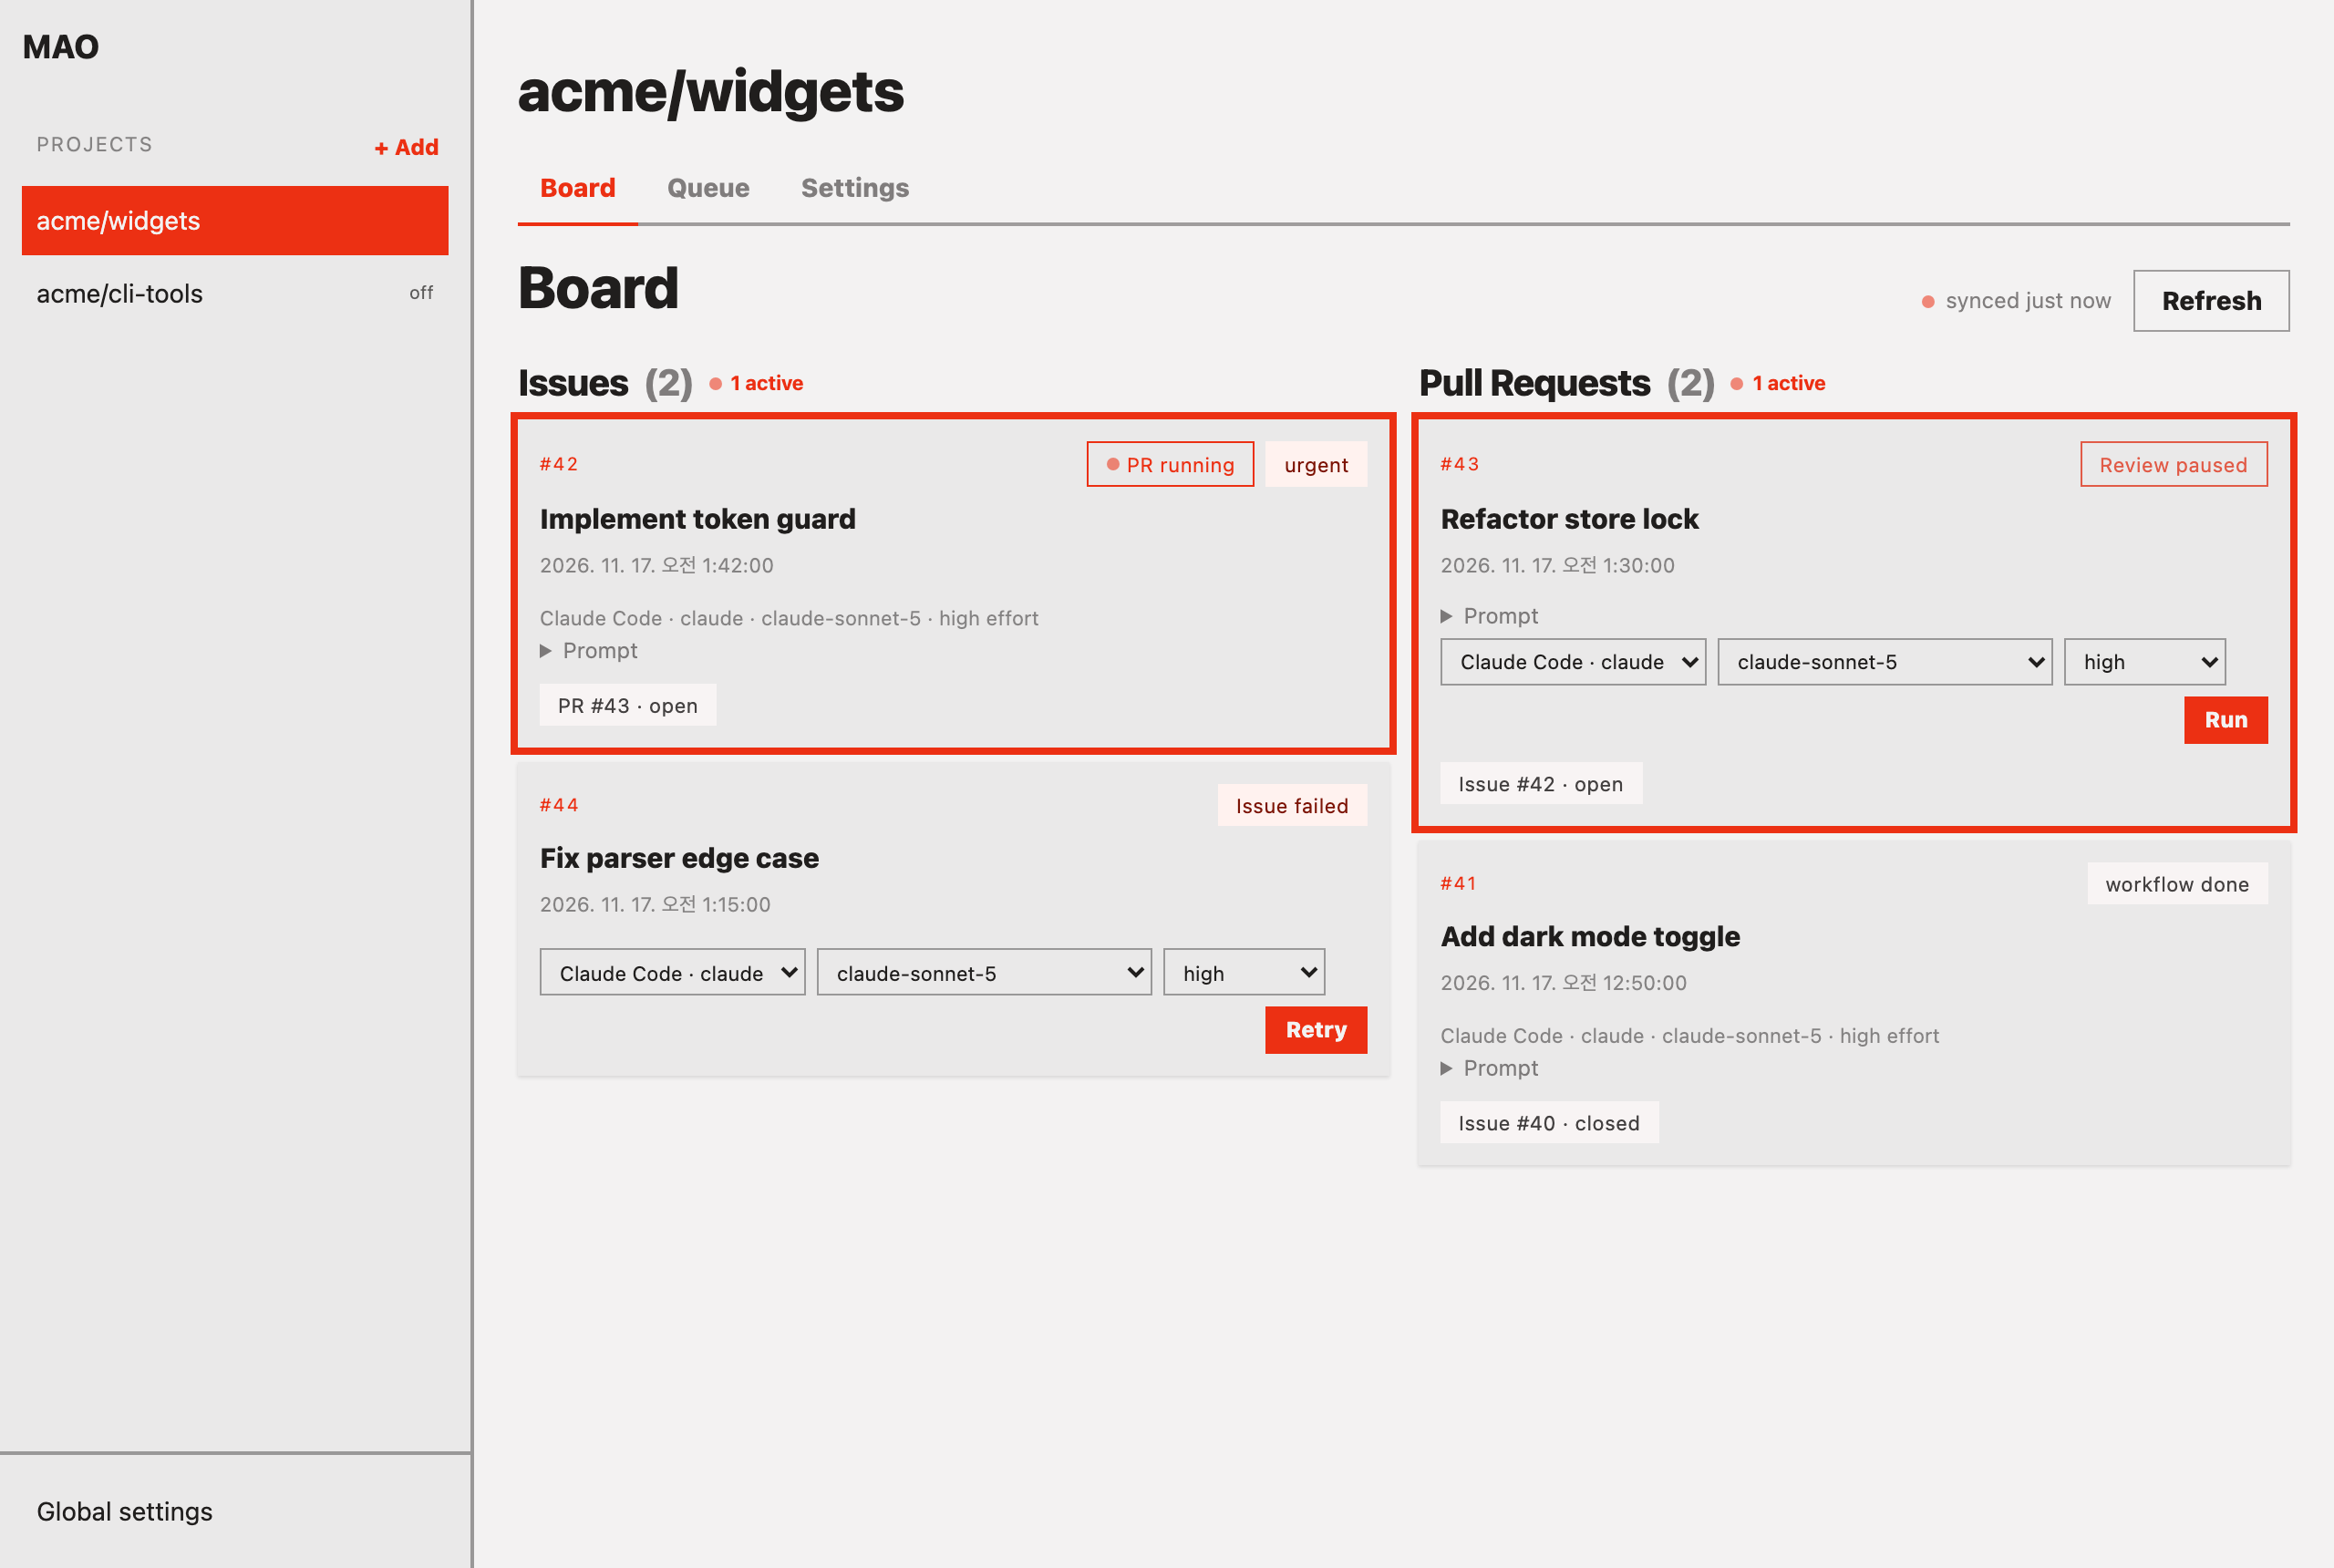 MAO
PROJECTS
+ Add
acme/widgets
acme/cli-tools
off
Global settings
acme/widgets
Board
Queue
Settings
Board
synced just now
Refresh
Issues (2) 1 active
#42
PR running
urgent
Implement token guard
2026. 11. 17. 오전 1:42:00
Claude Code · claude · claude-sonnet-5 · high effort
Prompt
PR #43 · open
#44
Issue failed
Fix parser edge case
2026. 11. 17. 오전 1:15:00
Claude Code · claude
claude-sonnet-5
high
Retry
Pull Requests (2) 1 active
#43
Review paused
Refactor store lock
2026. 11. 17. 오전 1:30:00
Prompt
Claude Code · claude
claude-sonnet-5
high
Run
Issue #42 · open
#41
workflow done
Add dark mode toggle
2026. 11. 17. 오전 12:50:00
Claude Code · claude · claude-sonnet-5 · high effort
Prompt
Issue #40 · closed